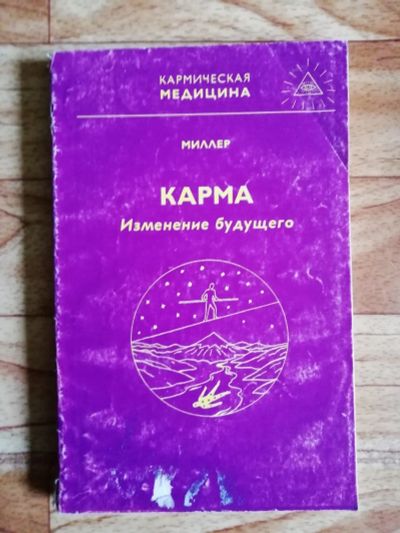 КАРМИЧЕСКАЯ
МЕДИЦИНА
МИЛЛЕР
КАРМА
Изменение будущего